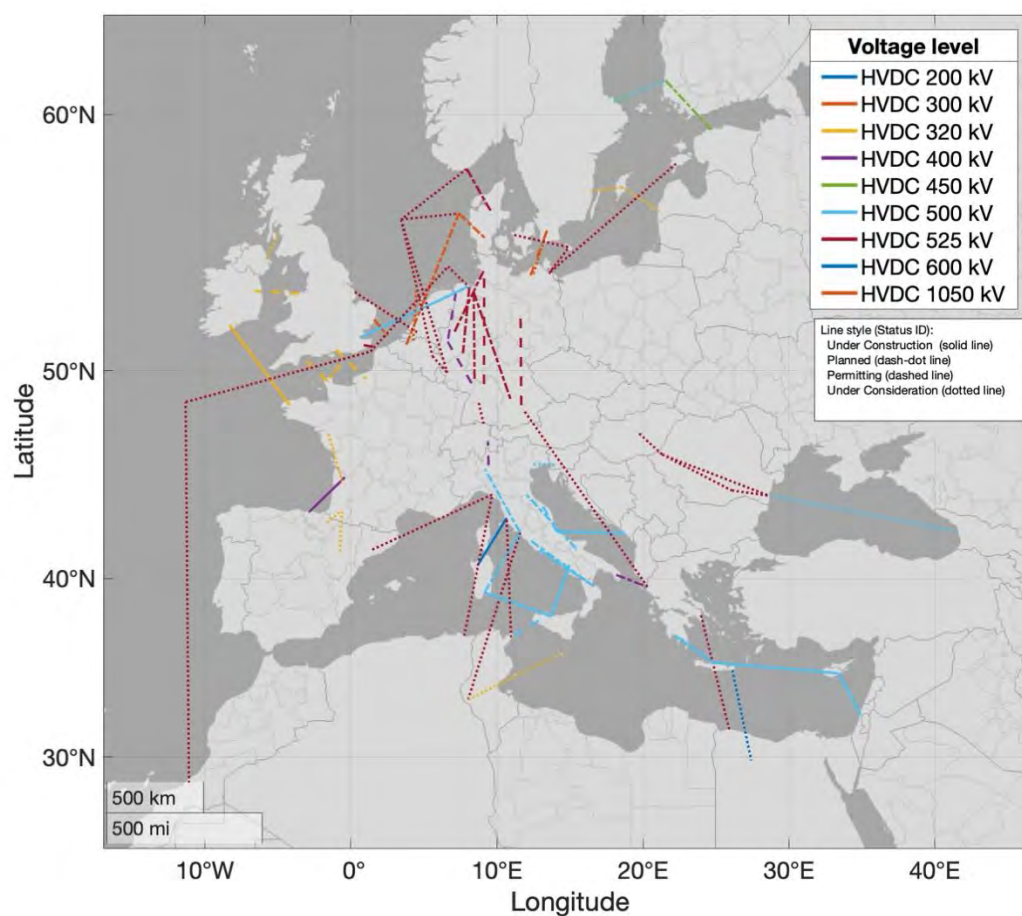 Voltage level
HVDC 200 kV
HVDC 300 kV
HVDC 320 kV
HVDC 400 kV
HVDC 450 kV
HVDC 500 kV
HVDC 525 kV
HVDC 600 kV
HVDC 1050 kV
Line style (Status ID):
Under Construction (solid line)
Planned (dash-dot line)
Permitting (dashed line)
Under Consideration (dotted line)
60°N
50°N
40°N
30°N
Latitude
500 km
500 mi
10°W
0°
10°E
20°E
30°E
40°E
Longitude